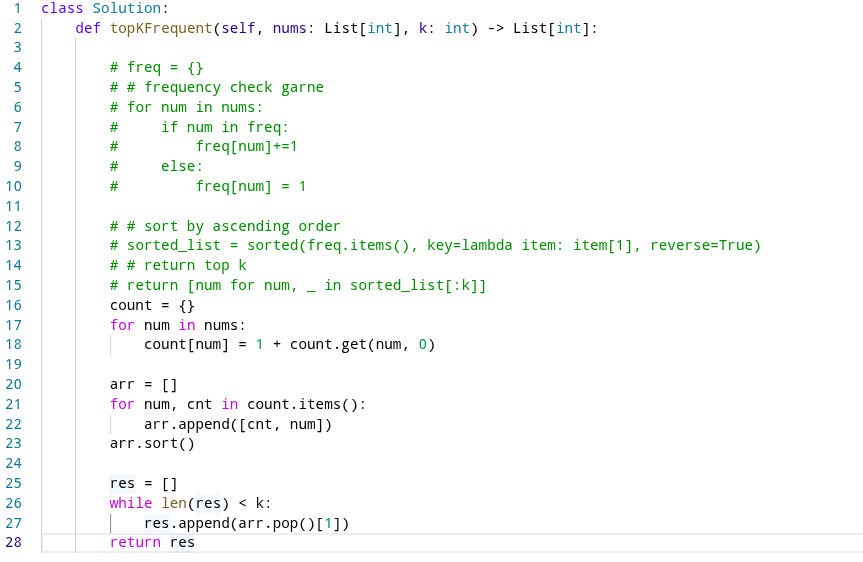 1 class Solution:
2     def topKFrequent(self, nums: List[int], k: int) -> List[int]:
3
4         # freq = {}
5         # # frequency check garne
6         # for num in nums:
7         #     if num in freq:
8         #         freq[num]+=1
9         #     else:
10         #         freq[num] = 1
11
12         # # sort by ascending order
13         # sorted_list = sorted(freq.items(), key=lambda item: item[1], reverse=True)
14         # # return top k
15         # return [num for num, _ in sorted_list[:k]]
16         count = {}
17         for num in nums:
18             count[num] = 1 + count.get(num, 0)
19
20         arr = []
21         for num, cnt in count.items():
22             arr.append([cnt, num])
23         arr.sort()
24
25         res = []
26         while len(res) < k:
27             res.append(arr.pop()[1])
28         return res